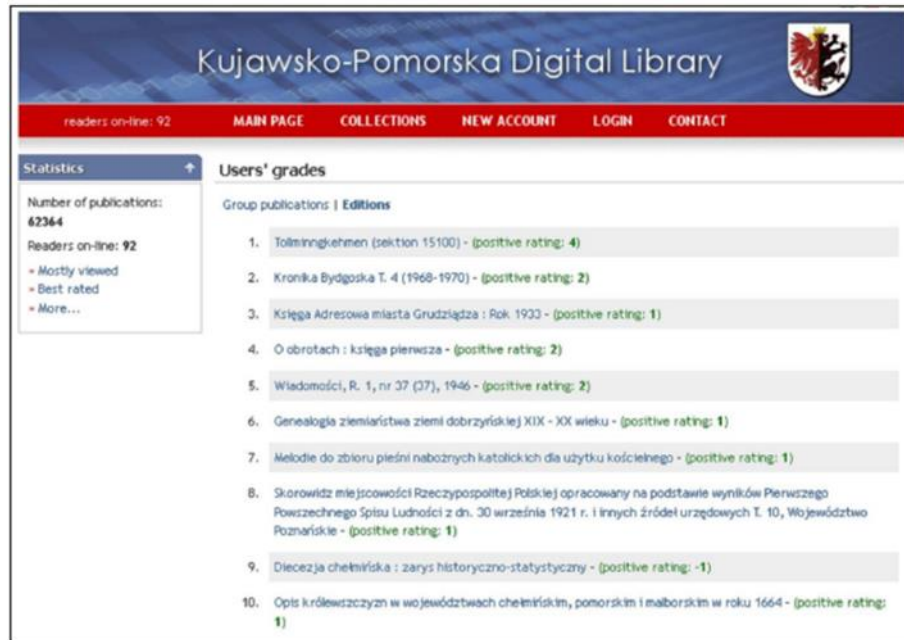 Kujawsko-Pomorska Digital Library
readers on-line: 92 MAIN PAGE COLLECTIONS NEW ACCOUNT LOGIN CONTACT
Statistics
Number of publications:
62364
Readers on-line: 92
» Mostly viewed
» Best rated
» More...
Users' grades
Group publications | Editions
1. Tollminngkehmen (sektion 15100) - (positive rating: 4)
2. Kronika Bydgoska T. 4 (1968-1970) - (positive rating: 2)
3. Księga Adresowa miasta Grudziądza : Rok 1933 - (positive rating: 1)
4. O obrotach : księga pierwsza - (positive rating: 2)
5. Wiadomości, R. 1, nr 37 (37), 1946 - (positive rating: 2)
6. Genealogia ziemiaństwa ziemi dobrzyńskiej XIX - XX wieku - (positive rating: 1)
7. Melodie do zbioru pieśni nabożnych katolickich dla użytku kościelnego - (positive rating: 1)
8. Skorowidz miejscowości Rzeczypospolitej Polskiej opracowany na podstawie wyników Pierwszego
Powszechnego Spisu Ludności z dn. 30 września 1921 r. i innych źródeł urzędowych T. 10, Województwo
Poznańskie - (positive rating: 1)
9. Diecezja chełmińska : zarys historyczno-statystyczny - (positive rating: -1)
10. Opis królewszczyzn w województwach chełmińskim, pomorskim i malborskim w roku 1664 - (positive rating:
1)